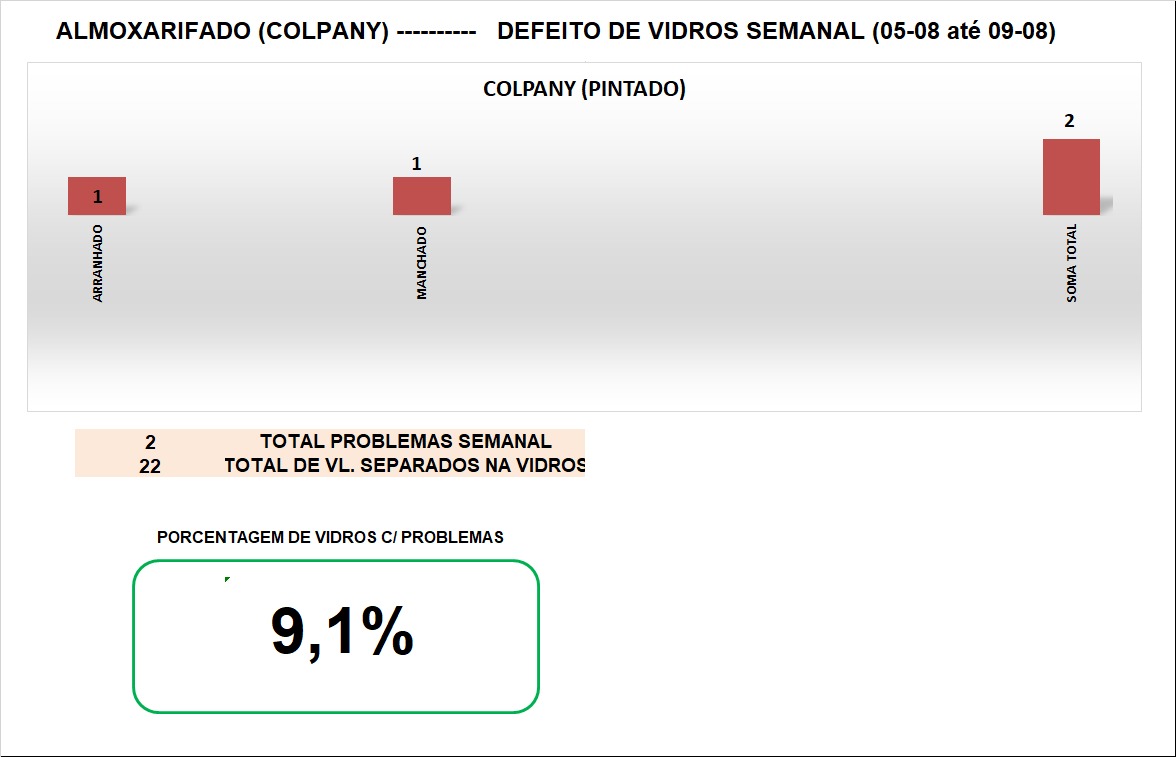 ALMOXARIFADO (COLPANY) ---------- DEFEITO DE VIDROS SEMANAL (05-08 até 09-08)
COLPANY (PINTADO)
1
1
2
ARRANHADO
MANCHADO
SOMA TOTAL
2 TOTAL PROBLEMAS SEMANAL
22 TOTAL DE VL. SEPARADOS NA VIDROS
PORCENTAGEM DE VIDROS C/ PROBLEMAS
9,1%